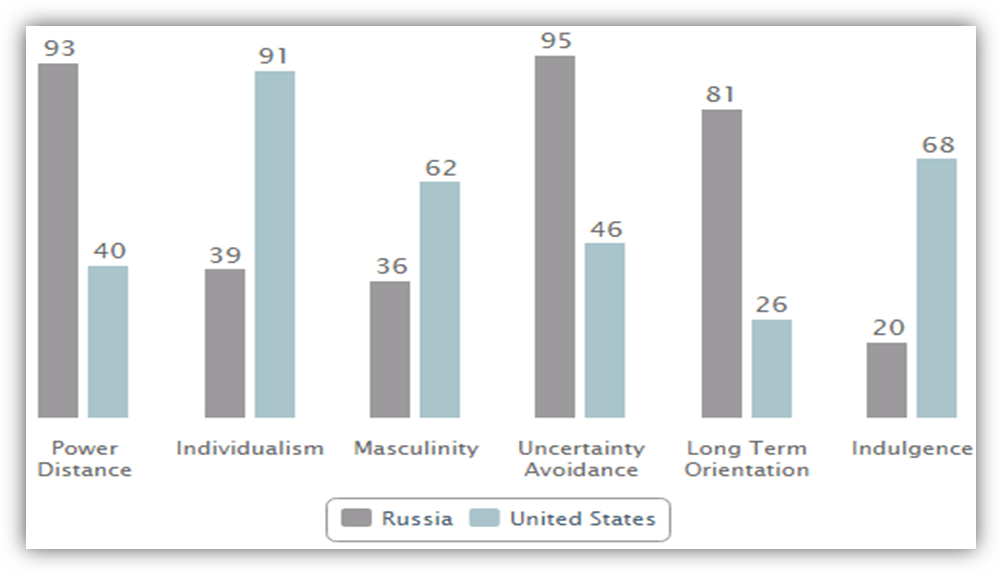 93
40
39
91
36
62
95
46
81
26
20
68
Power
Distance
Individualism
Masculinity
Uncertainty
Avoidance
Long Term
Orientation
Indulgence
Russia
United States